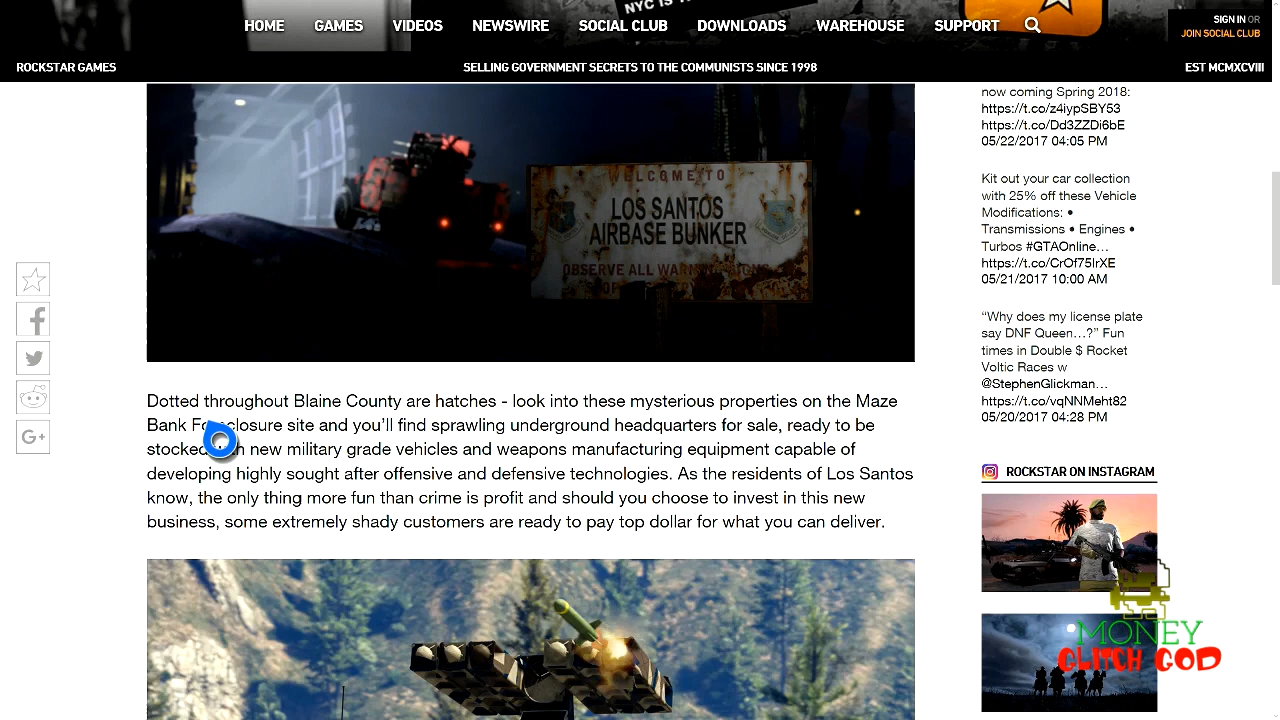 NYC IS
HOME GAMES VIDEOS NEWSWIRE SOCIAL CLUB DOWNLOADS WAREHOUSE SUPPORT
SIGN IN OR
JOIN SOCIAL CLUB
ROCKSTAR GAMES
SELLING GOVERNMENT SECRETS TO THE COMMUNISTS SINCE 1998
EST MCMXCVIII
WELCOME TO
LOS SANTOS
AIRBASE BUNKER
OBSERVE ALL WARNING SIGNS
Dotted throughout Blaine County are hatches - look into these mysterious properties on the Maze
Bank Foreclosure site and you’ll find sprawling underground headquarters for sale, ready to be
stocked with new military grade vehicles and weapons manufacturing equipment capable of
developing highly sought after offensive and defensive technologies. As the residents of Los Santos
know, the only thing more fun than crime is profit and should you choose to invest in this new
business, some extremely shady customers are ready to pay top dollar for what you can deliver.
now coming Spring 2018:
https://t.co/z4iypSBY53
https://t.co/Dd3ZZDi6bE
05/22/2017 04:05 PM
Kit out your car collection
with 25% off these Vehicle
Modifications: •
Transmissions • Engines •
Turbos #GTAOnline…
https://t.co/CrOf75IrXE
05/21/2017 10:00 AM
“Why does my license plate
say DNF Queen…?” Fun
times in Double $ Rocket
Voltic Races w
@StephenGlickman…
https://t.co/vqNNMeht82
05/20/2017 04:28 PM
ROCKSTAR ON INSTAGRAM
MONEY
GLITCH GOD